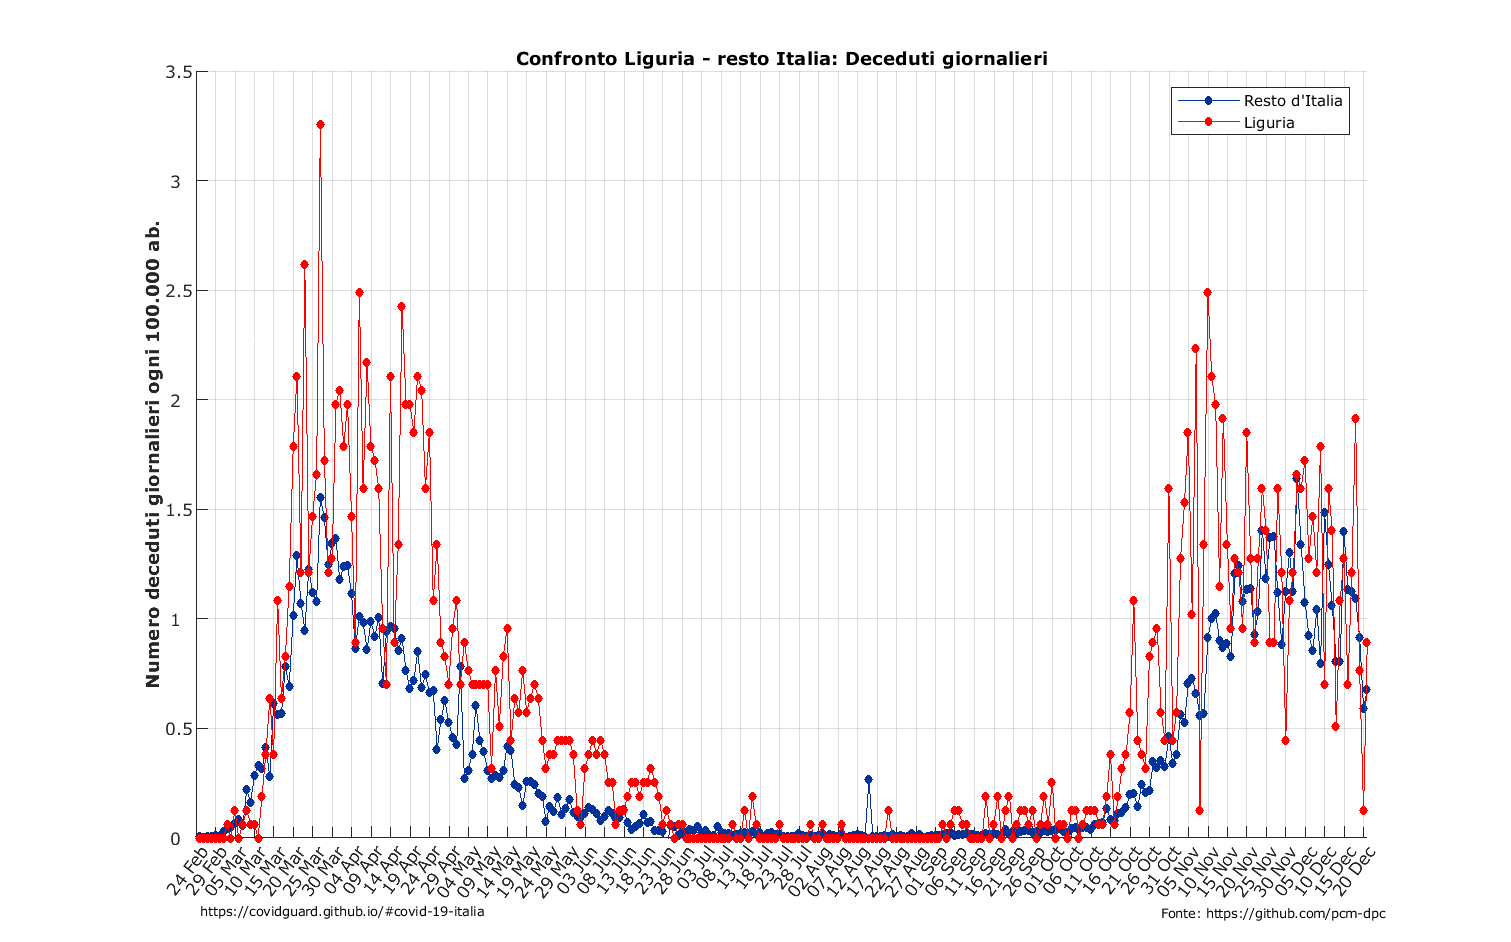 Confronto Liguria - resto Italia: Deceduti giornalieri
Resto d'Italia
Liguria
Numero deceduti giornalieri ogni 100.000 ab.
3.5
3
2.5
2
1.5
1
0.5
0
24 Feb
29 Feb
05 Mar
10 Mar
15 Mar
20 Mar
25 Mar
30 Mar
04 Apr
09 Apr
14 Apr
19 Apr
24 Apr
29 Apr
04 May
09 May
14 May
19 May
24 May
29 May
03 Jun
08 Jun
13 Jun
18 Jun
23 Jun
28 Jun
03 Jul
08 Jul
13 Jul
18 Jul
23 Jul
28 Jul
02 Aug
07 Aug
12 Aug
17 Aug
22 Aug
27 Aug
01 Sep
06 Sep
11 Sep
16 Sep
21 Sep
26 Sep
01 Oct
06 Oct
11 Oct
16 Oct
21 Oct
26 Oct
31 Oct
05 Nov
10 Nov
15 Nov
20 Nov
25 Nov
30 Nov
05 Dec
10 Dec
15 Dec
20 Dec
https://covidguard.github.io/#covid-19-italia
Fonte: https://github.com/pcm-dpc